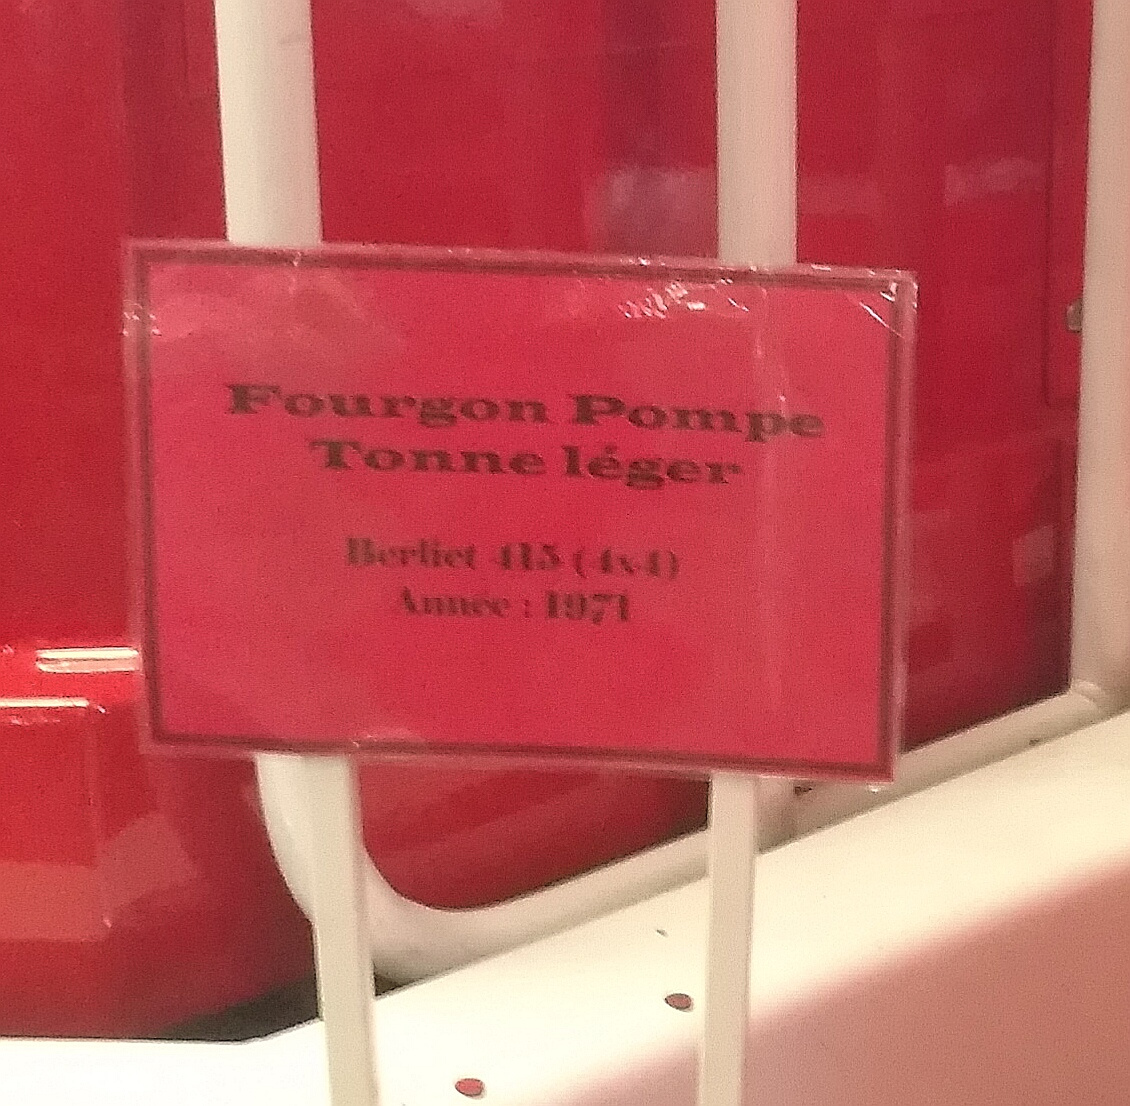 Fourgon Pompe
Tonne léger
Berliet 415 (4x4)
Année : 1971